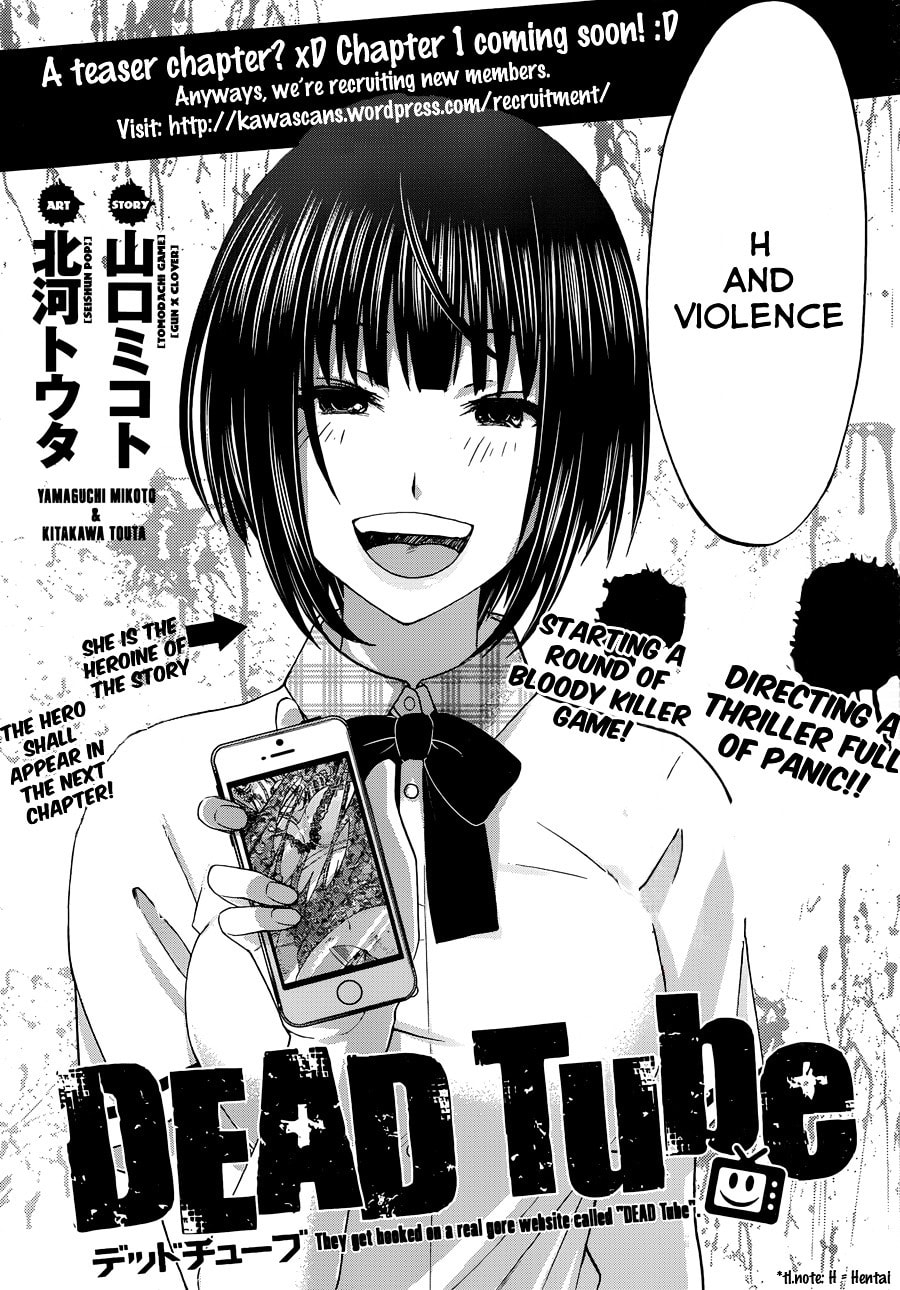 A teaser chapter? xD Chapter 1 coming soon! :D
Anyways, we're recruiting new members.
Visit: http://kawascans.wordpress.com/recruitment/
H
AND
VIOLENCE
STORY
山口ミコト
[TOMODACHI GAME]
[GUN X CLOVER]
ART
北河トウタ
[SEISHUN POP!]
YAMAGUCHI MIKOTO
&
KITAKAWA TOUTA
SHE IS THE
HEROINE OF
THE STORY
THE HERO
SHALL
APPEAR IN
THE NEXT
CHAPTER!
STARTING A
ROUND OF
BLOODY KILLER
GAME!
DIRECTING A
THRILLER FULL
OF PANIC!!
DEAD Tube
デッドチューブ
They get hooked on a real gore website called "DEAD Tube".
*tl.note: H = Hentai